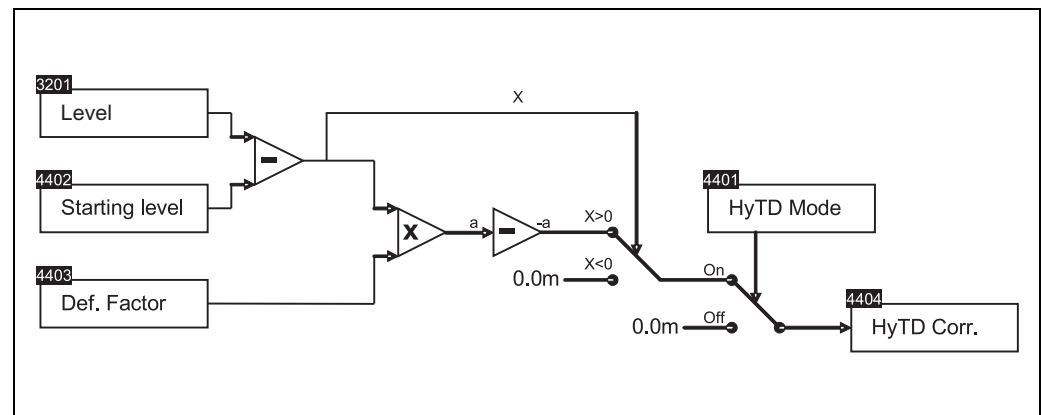 3201
Level
X
4402
Starting level
4401
HyTD Mode
X
a
-a
X>0
X<0
0.0m
On
4403
Def. Factor
4404
HyTD Corr.
Off
0.0m